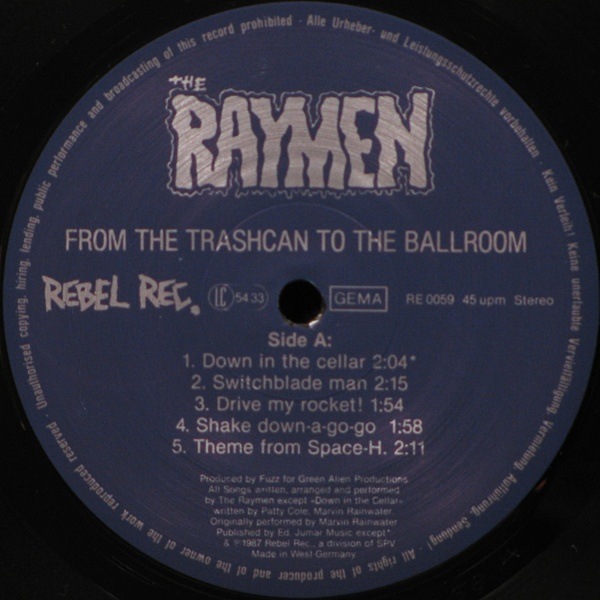 THE
RAYMEN
FROM THE TRASHCAN TO THE BALLROOM
REBEL REC. LC 5433 GEMA RE 0059 45 upm Stereo
Side A:
1. Down in the cellar 2:04*
2. Switchblade man 2:15
3. Drive my rocket! 1:54
4. Shake down-a-go-go 1:58
5. Theme from Space-H. 2:11
Produced by Fuzz for Green Alien Productions
All Songs written, arranged and performed
by The Raymen except »Down in the Cellar«
written by Patty Cole, Marvin Rainwater
Originally performed by Marvin Rainwater
Published by Ed. Jumar Music except*
& ℗ 1987 Rebel Rec., a division of SPV
Made in West-Germany
Alle Urheber- und Leistungsschutzrechte vorbehalten · Kein Verleih! Keine unerlaubte Vervielfältigung, Vermietung, Aufführung, Sendung! · All rights of the producer and of the owner of the work reproduced reserved · Unauthorised copying, hiring, lending, public performance and broadcasting of this record prohibited ·